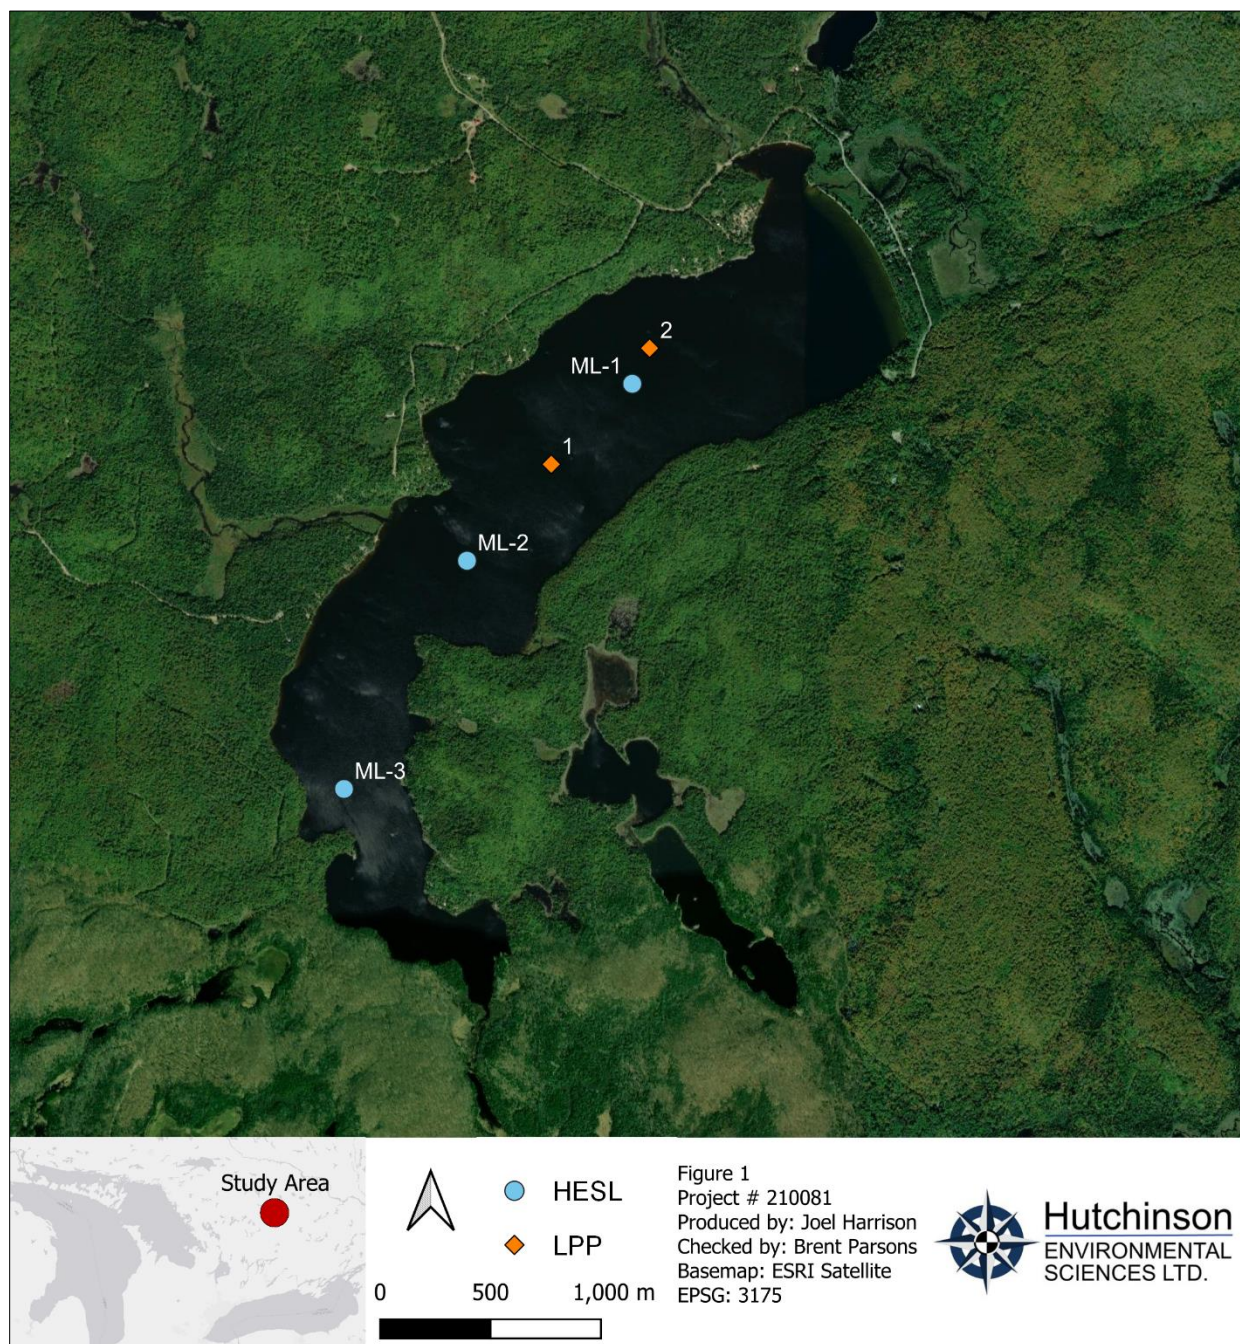 2
ML-1
1
ML-2
ML-3
Study Area
HESL
LPP
0 500 1,000 m
Figure 1
Project # 210081
Produced by: Joel Harrison
Checked by: Brent Parsons
Basemap: ESRI Satellite
EPSG: 3175
Hutchinson
ENVIRONMENTAL
SCIENCES LTD.